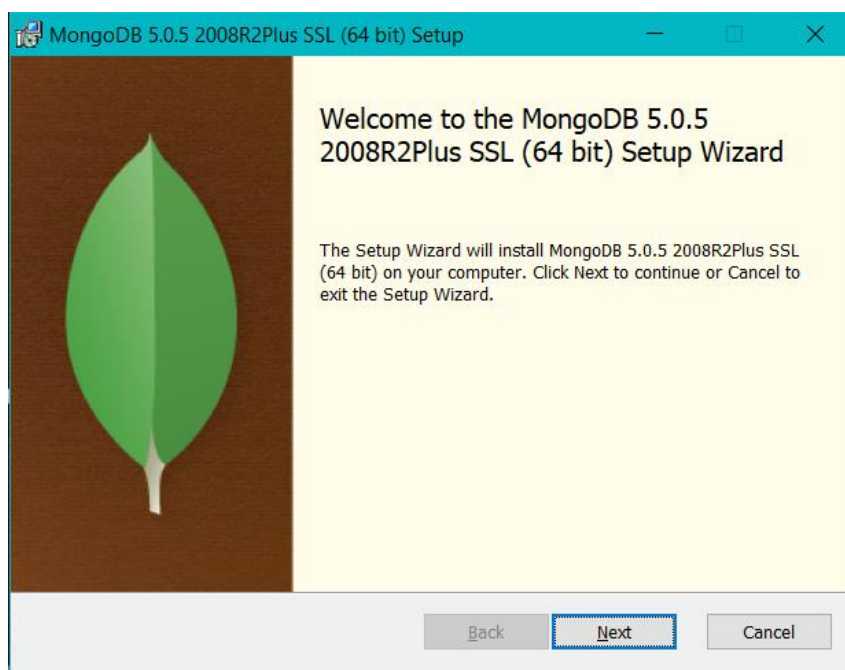 MongoDB 5.0.5 2008R2Plus SSL (64 bit) Setup
Welcome to the MongoDB 5.0.5
2008R2Plus SSL (64 bit) Setup Wizard
The Setup Wizard will install MongoDB 5.0.5 2008R2Plus SSL
(64 bit) on your computer. Click Next to continue or Cancel to
exit the Setup Wizard.
Back Next Cancel